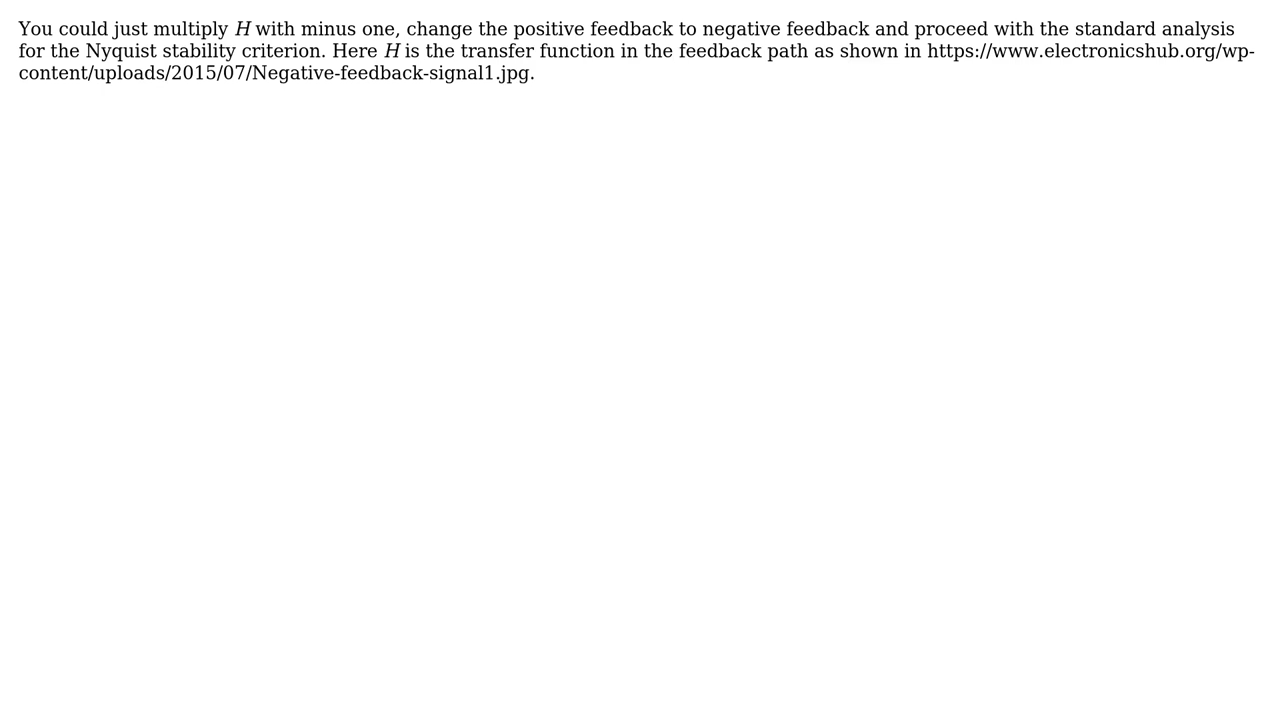 You could just multiply H with minus one, change the positive feedback to negative feedback and proceed with the standard analysis
for the Nyquist stability criterion. Here H is the transfer function in the feedback path as shown in https://www.electronicshub.org/wp-
content/uploads/2015/07/Negative-feedback-signal1.jpg.